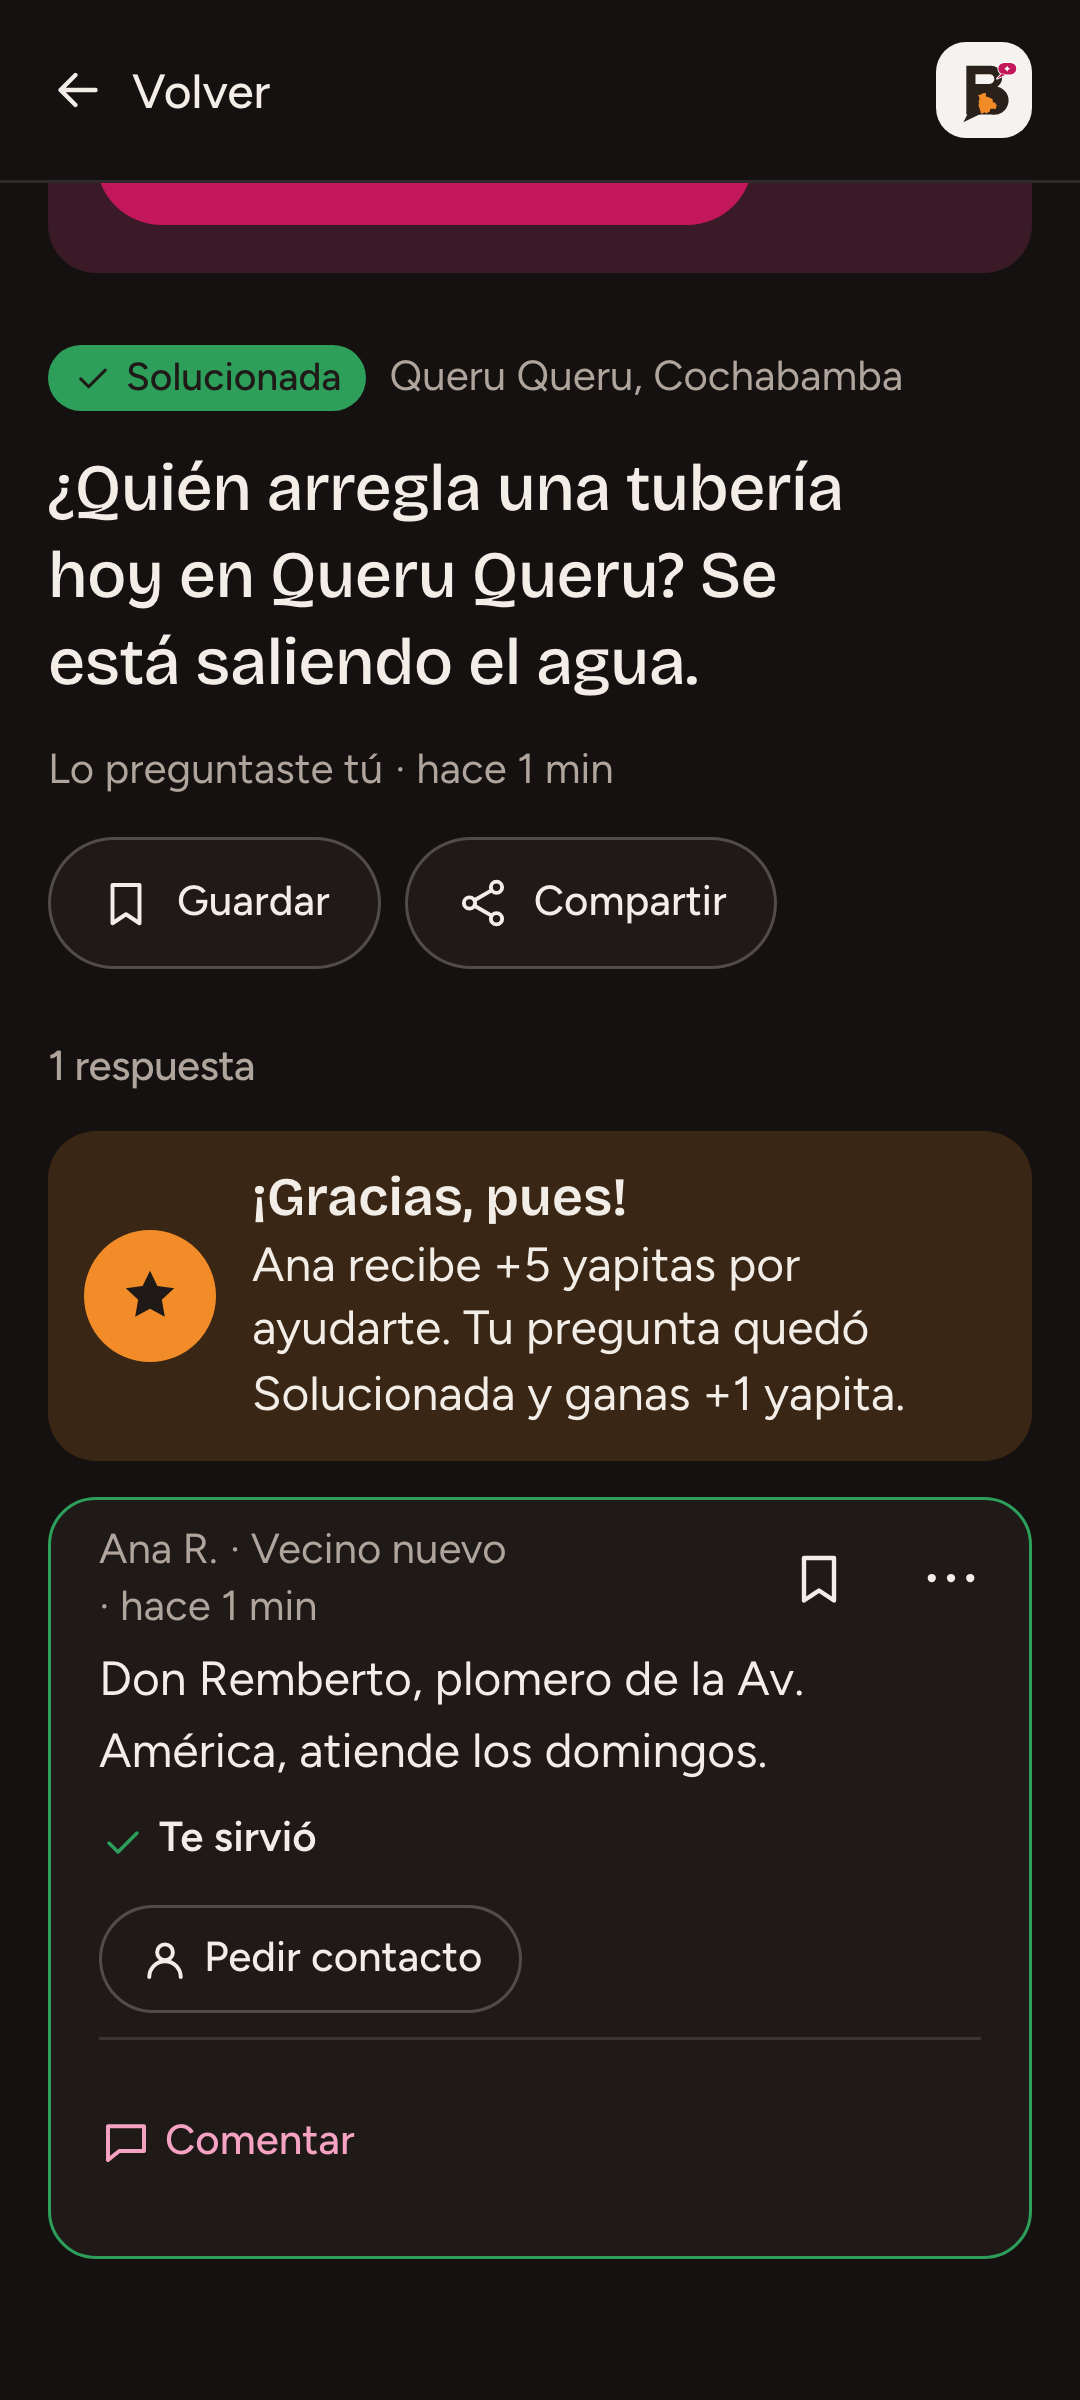 Volver
B
Solucionada
Queru Queru, Cochabamba
¿Quién arregla una tubería
hoy en Queru Queru? Se
está saliendo el agua.
Lo preguntaste tú · hace 1 min
Guardar
Compartir
1 respuesta
¡Gracias, pues!
Ana recibe +5 yapitas por
ayudarte. Tu pregunta quedó
Solucionada y ganas +1 yapita.
Ana R. · Vecino nuevo
· hace 1 min
Don Remberto, plomero de la Av.
América, atiende los domingos.
Te sirvió
Pedir contacto
Comentar